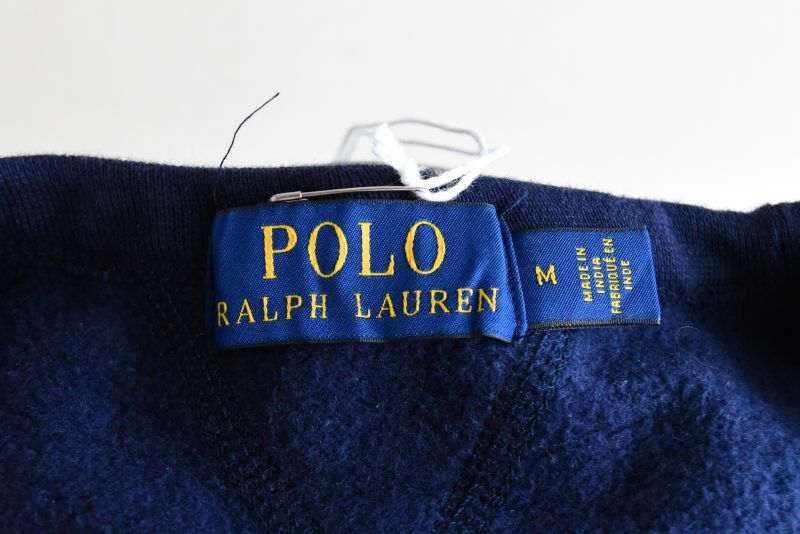 POLO
RALPH LAUREN
M
MADE IN
INDIA
FABRIQUÉ EN
INDE